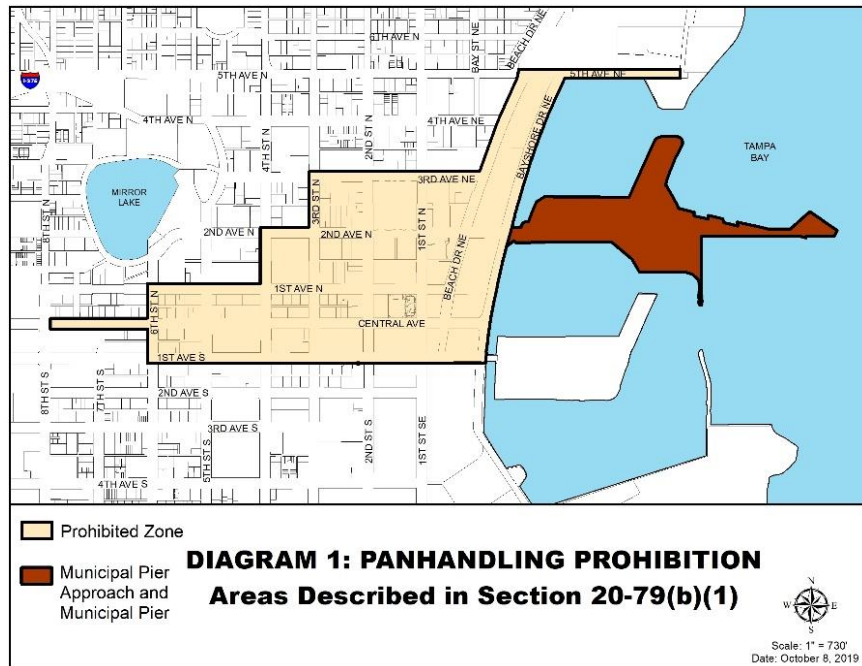 6TH AVE N
BAY ST NE
BEACH DR NE
I-375
5TH AVE N
5TH AVE NE
4TH AVE N
4TH ST N
2ND ST N
4TH AVE NE
BAYSHORE DR NE
TAMPA
BAY
MIRROR
LAKE
3RD ST N
3RD AVE NE
8TH ST N
2ND AVE N
2ND AVE N
1ST ST N
BEACH DR NE
6TH ST N
1ST AVE N
CENTRAL AVE
1ST AVE S
8TH ST S
7TH ST S
2ND AVE S
3RD AVE S
5TH ST S
2ND ST S
1ST ST SE
4TH AVE S
Prohibited Zone
Municipal Pier
Approach and
Municipal Pier
DIAGRAM 1: PANHANDLING PROHIBITION
Areas Described in Section 20-79(b)(1)
N
W E
S
Scale: 1" = 730'
Date: October 8, 2019